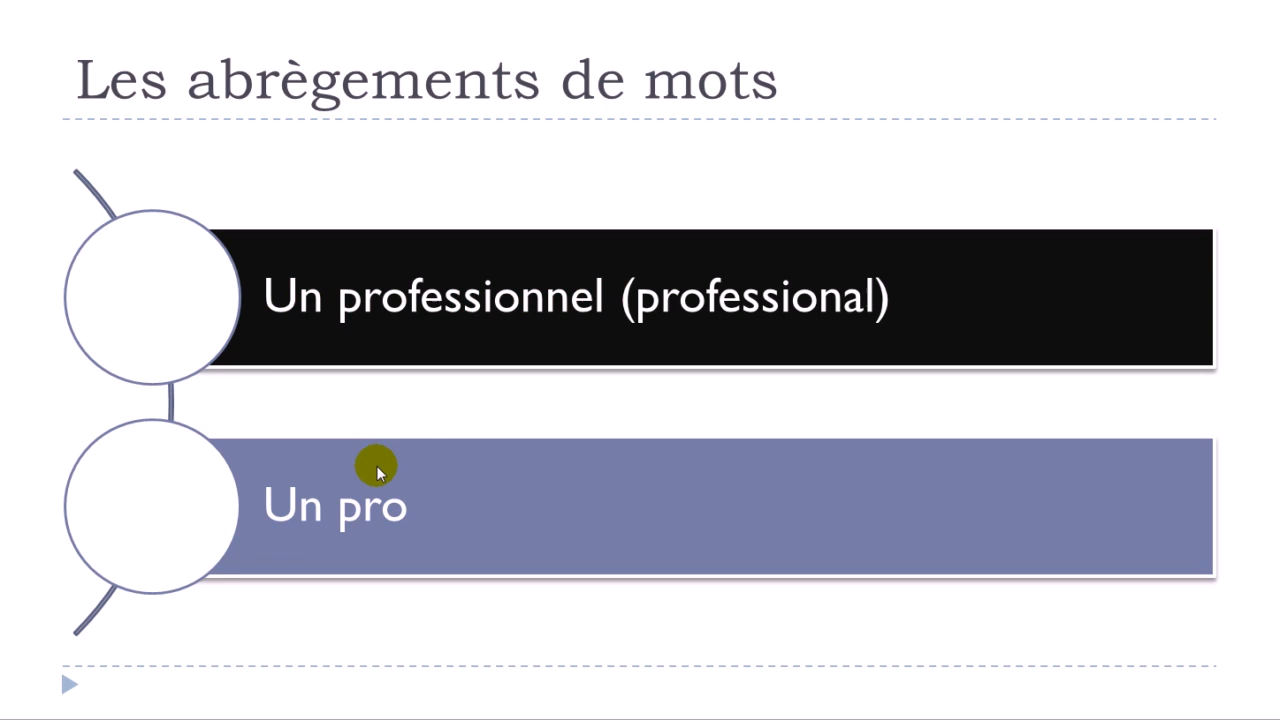 Les abrègements de mots
Un professionnel (professional)
Un pro